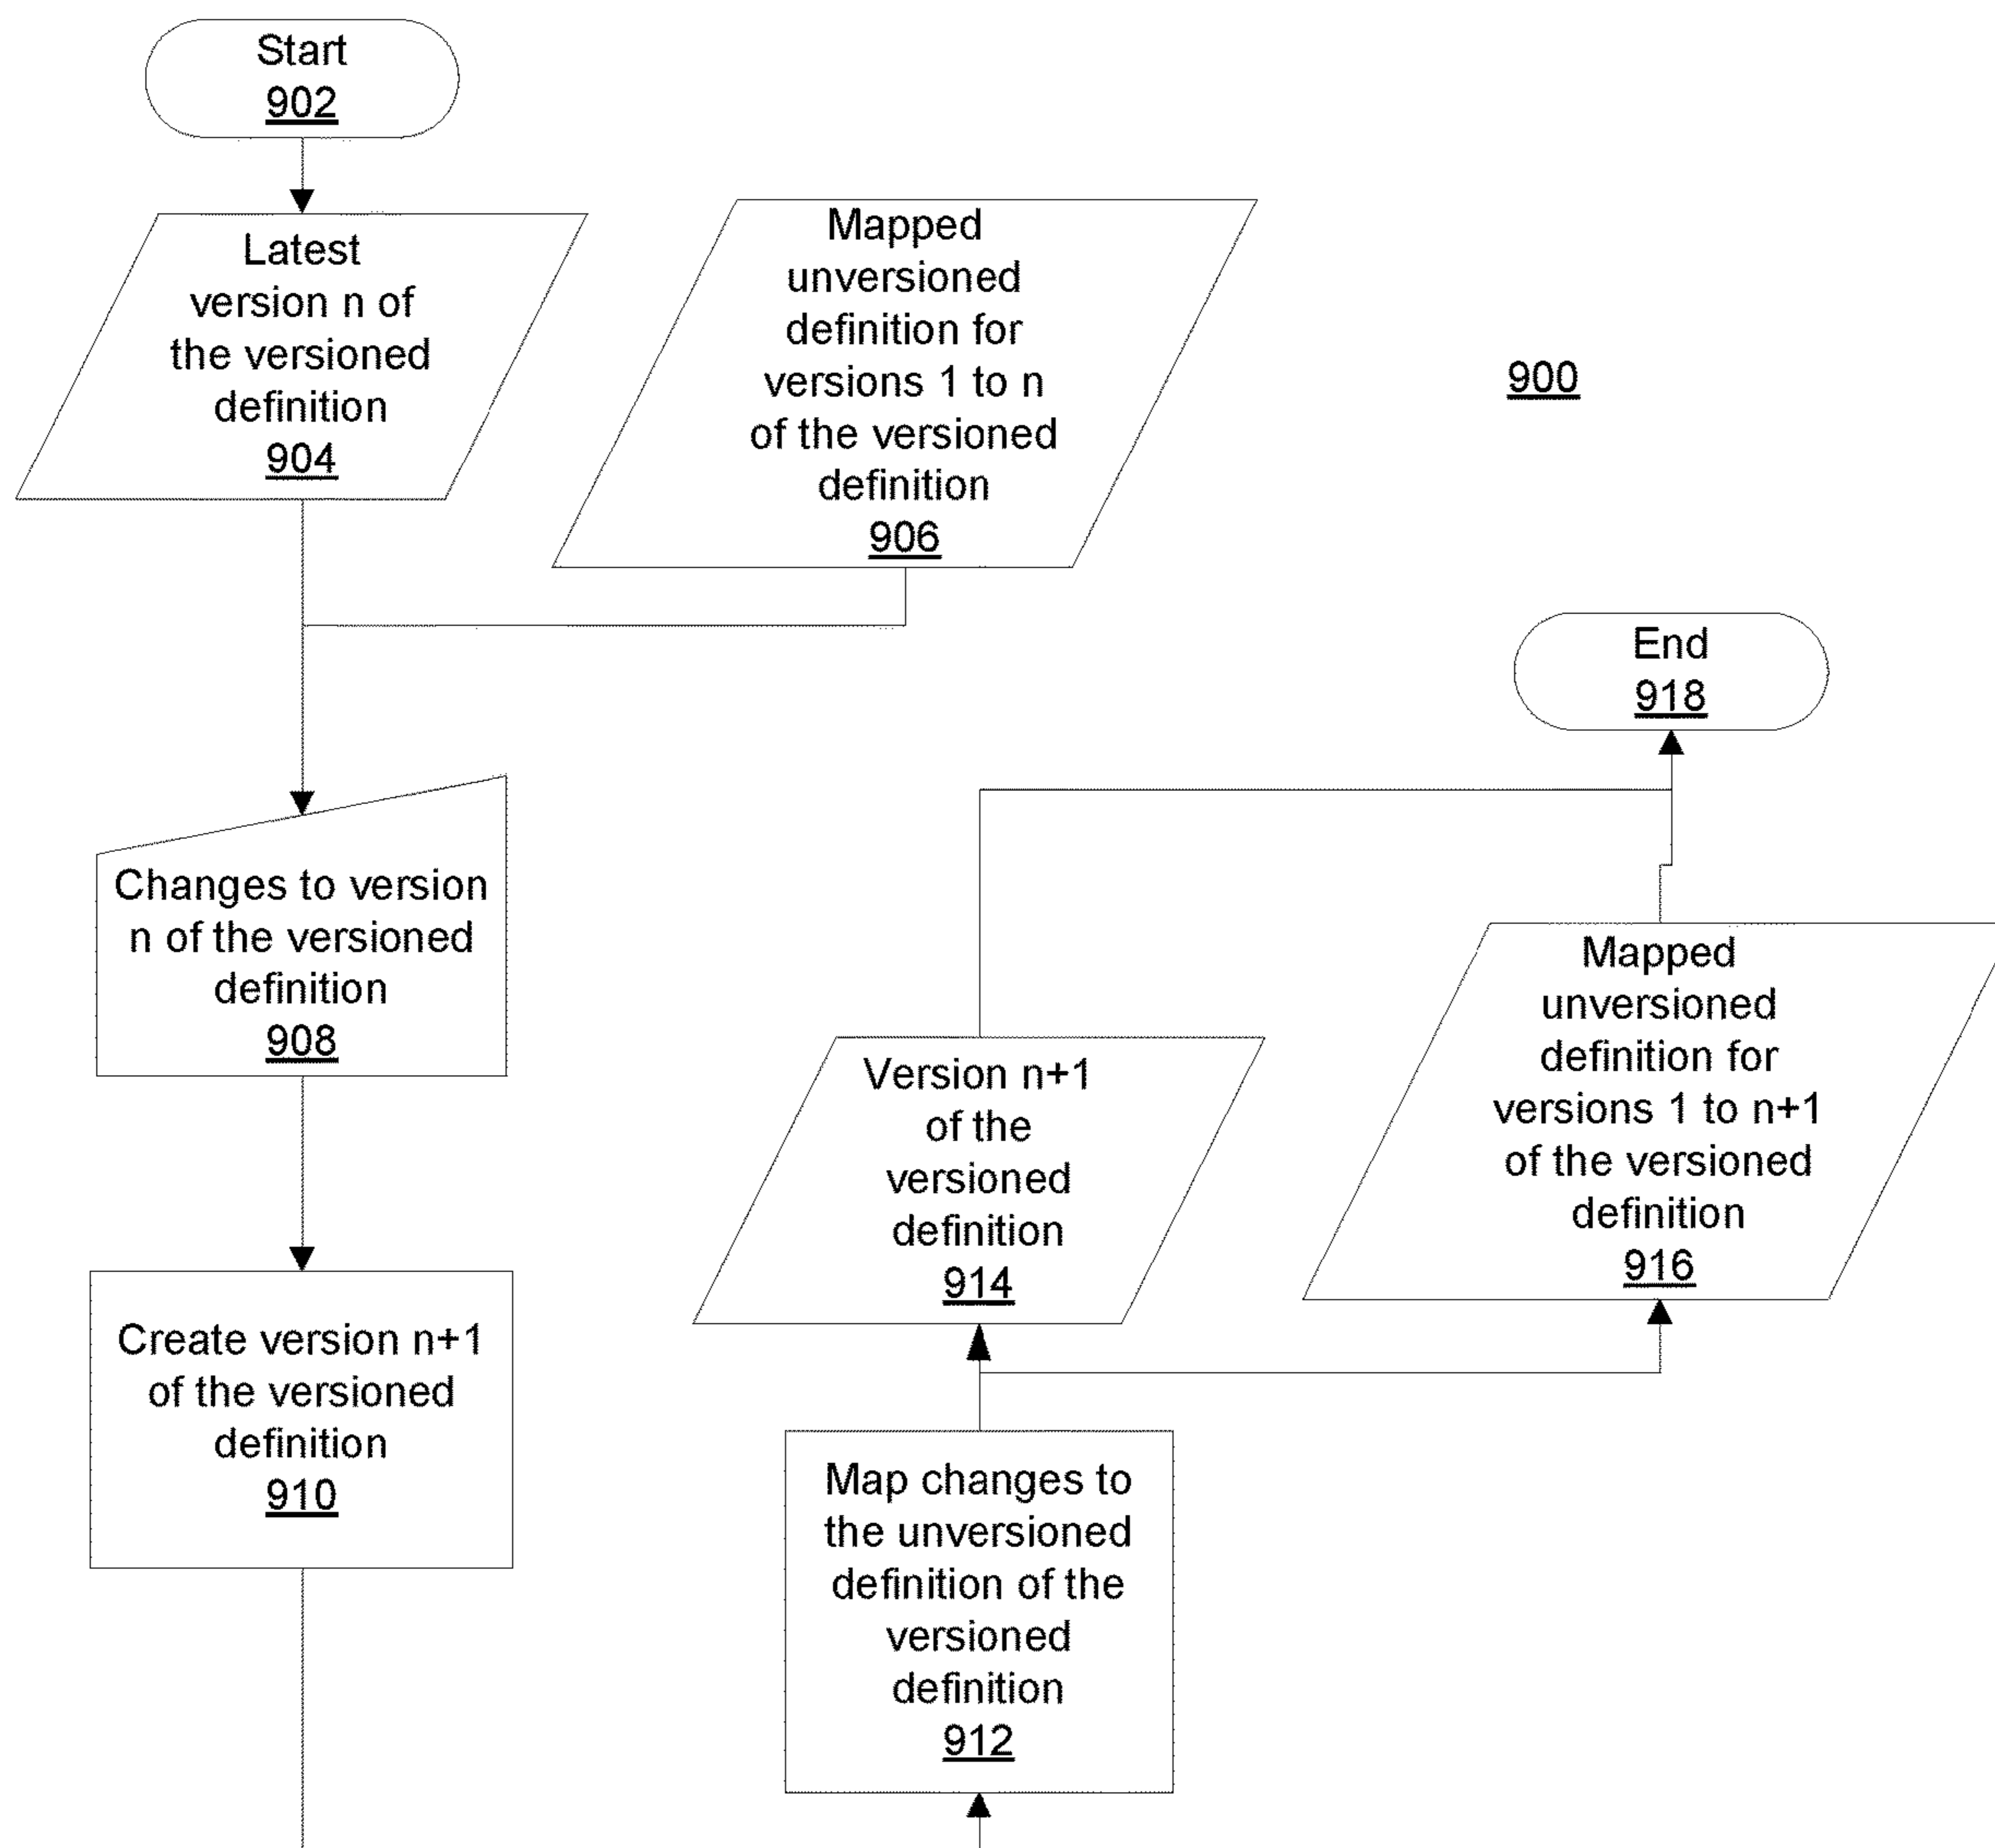 Start
902
Latest
version n of
the versioned
definition
904
Mapped
unversioned
definition for
versions 1 to n
of the versioned
definition
906
900
Changes to version
n of the versioned
definition
908
Create version n+1
of the versioned
definition
910
Map changes to
the unversioned
definition of the
versioned
definition
912
Version n+1
of the
versioned
definition
914
Mapped
unversioned
definition for
versions 1 to n+1
of the versioned
definition
916
End
918